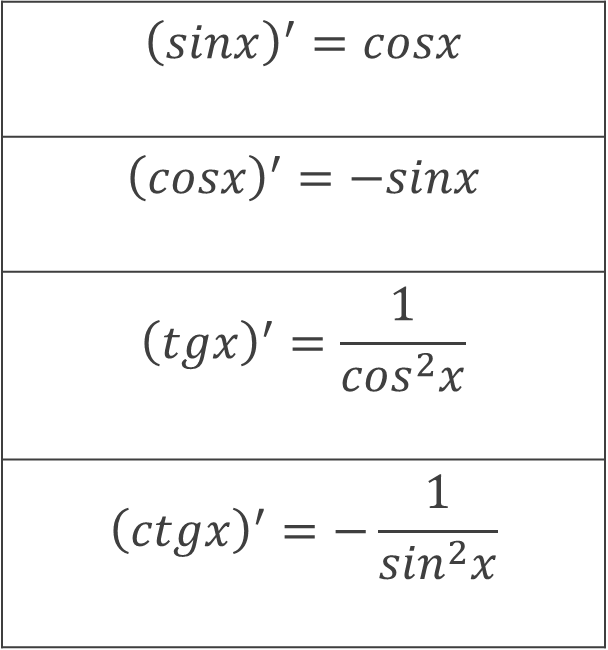 (sinx)′ = cosx
(cosx)′ = −sinx
(tgx)′ = 1/cos²x
(ctgx)′ = − 1/sin²x